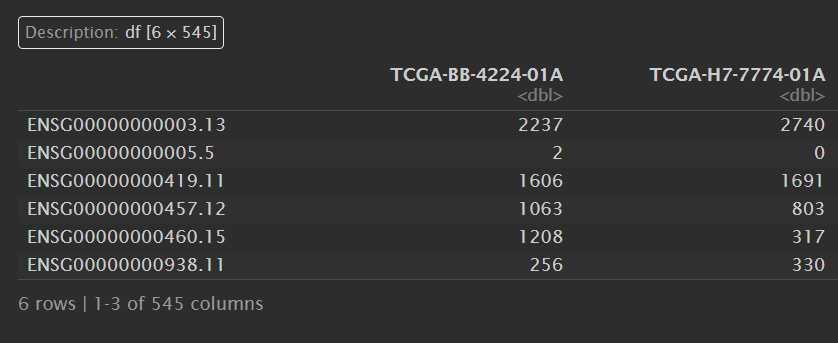 Description: df [6 × 545]
TCGA-BB-4224-01A TCGA-H7-7774-01A
<dbl> <dbl>
ENSG00000000003.13 2237 2740
ENSG00000000005.5 2 0
ENSG00000000419.11 1606 1691
ENSG00000000457.12 1063 803
ENSG00000000460.15 1208 317
ENSG00000000938.11 256 330
6 rows | 1-3 of 545 columns